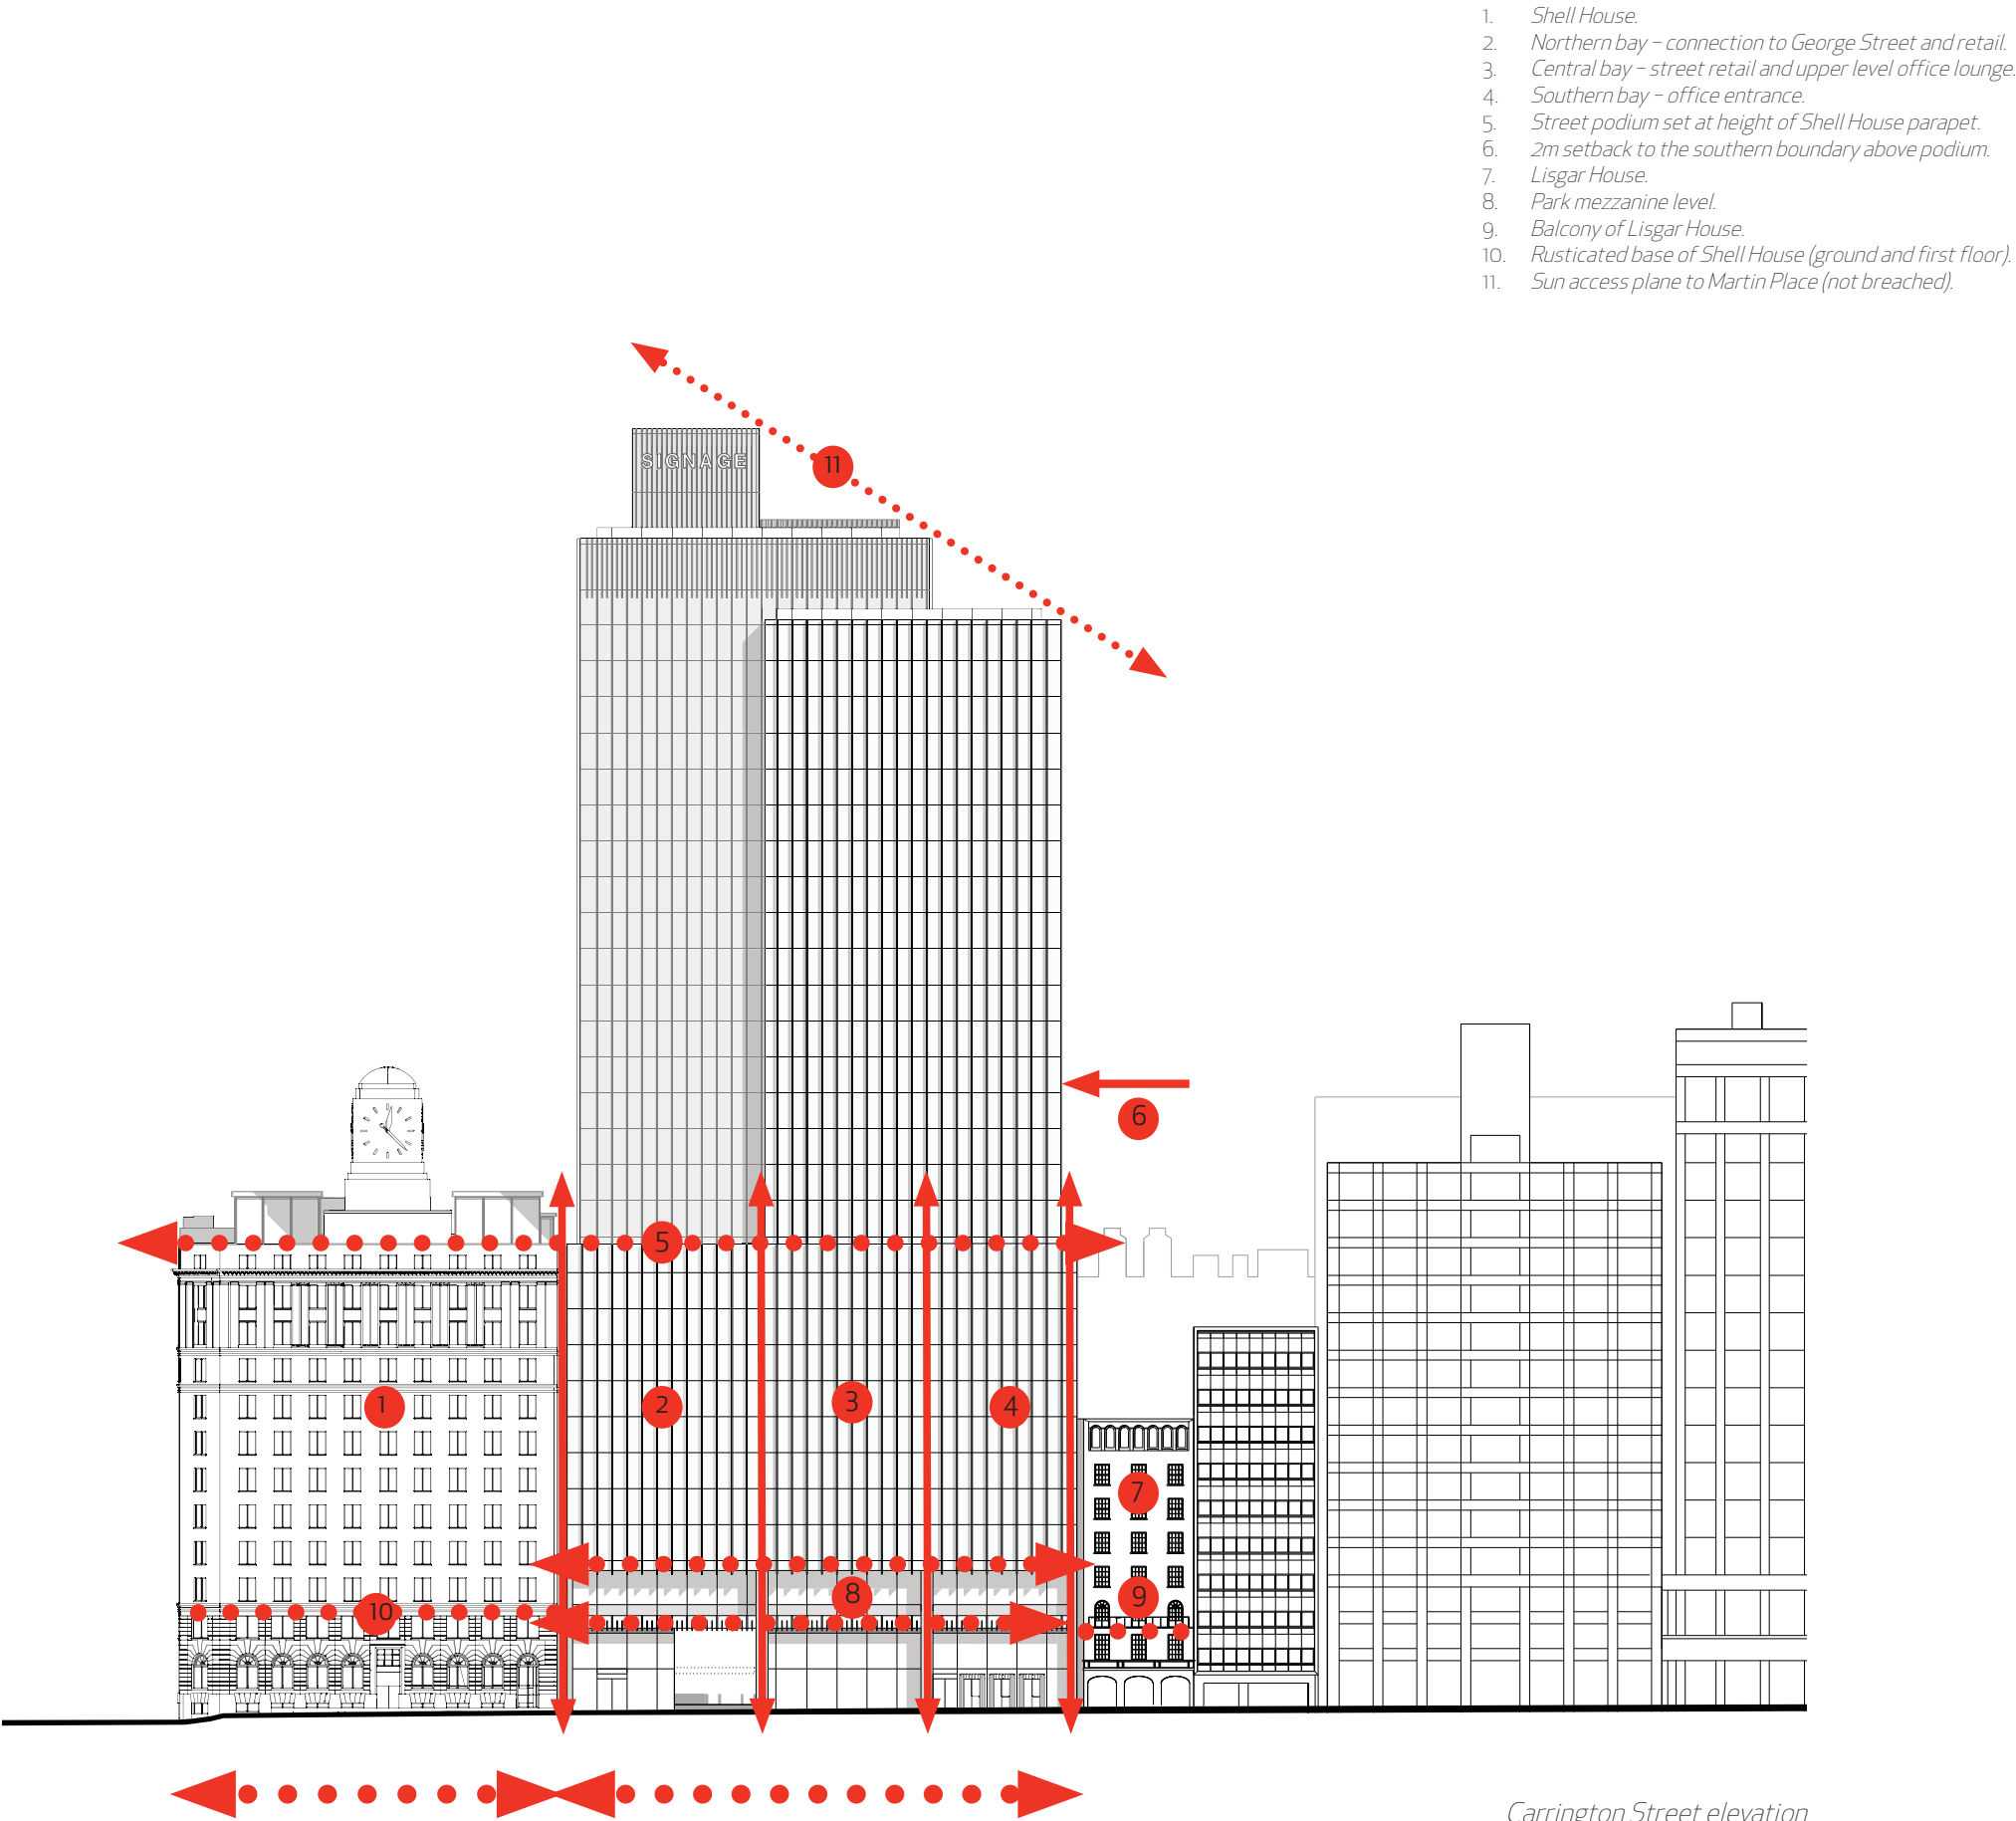 1. Shell House.
2. Northern bay – connection to George Street and retail.
3. Central bay – street retail and upper level office lounge.
4. Southern bay – office entrance.
5. Street podium set at height of Shell House parapet.
6. 2m setback to the southern boundary above podium.
7. Lisgar House.
8. Park mezzanine level.
9. Balcony of Lisgar House.
10. Rusticated base of Shell House (ground and first floor).
11. Sun access plane to Martin Place (not breached).
SIGNAGE
11
6
5
1
2
3
4
7
8
9
10
Carrington Street elevation